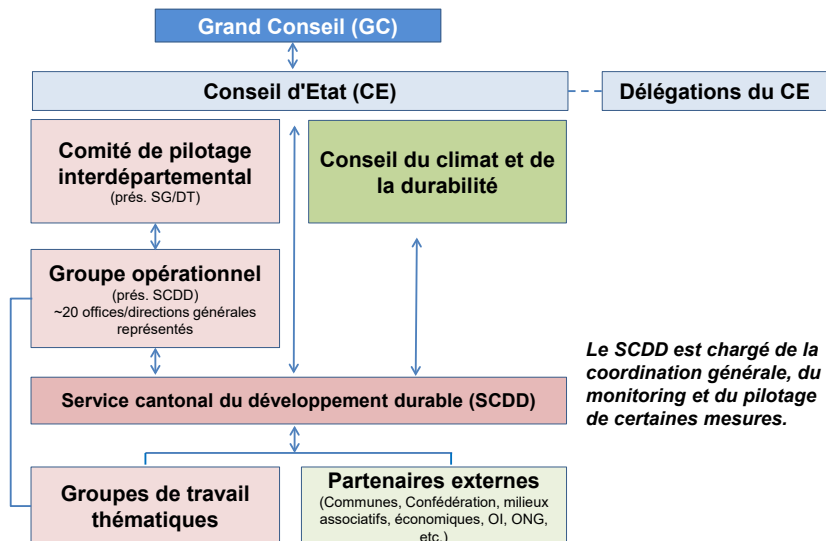 Grand Conseil (GC)
Conseil d'Etat (CE)
Délégations du CE
Comité de pilotage
interdépartemental
(prés. SG/DT)
Conseil du climat et de
la durabilité
Groupe opérationnel
(prés. SCDD)
~20 offices/directions générales
représentés
Le SCDD est chargé de la
coordination générale, du
monitoring et du pilotage
de certaines mesures.
Service cantonal du développement durable (SCDD)
Groupes de travail
thématiques
Partenaires externes
(Communes, Confédération, milieux
associatifs, économiques, OI, ONG,
etc.)